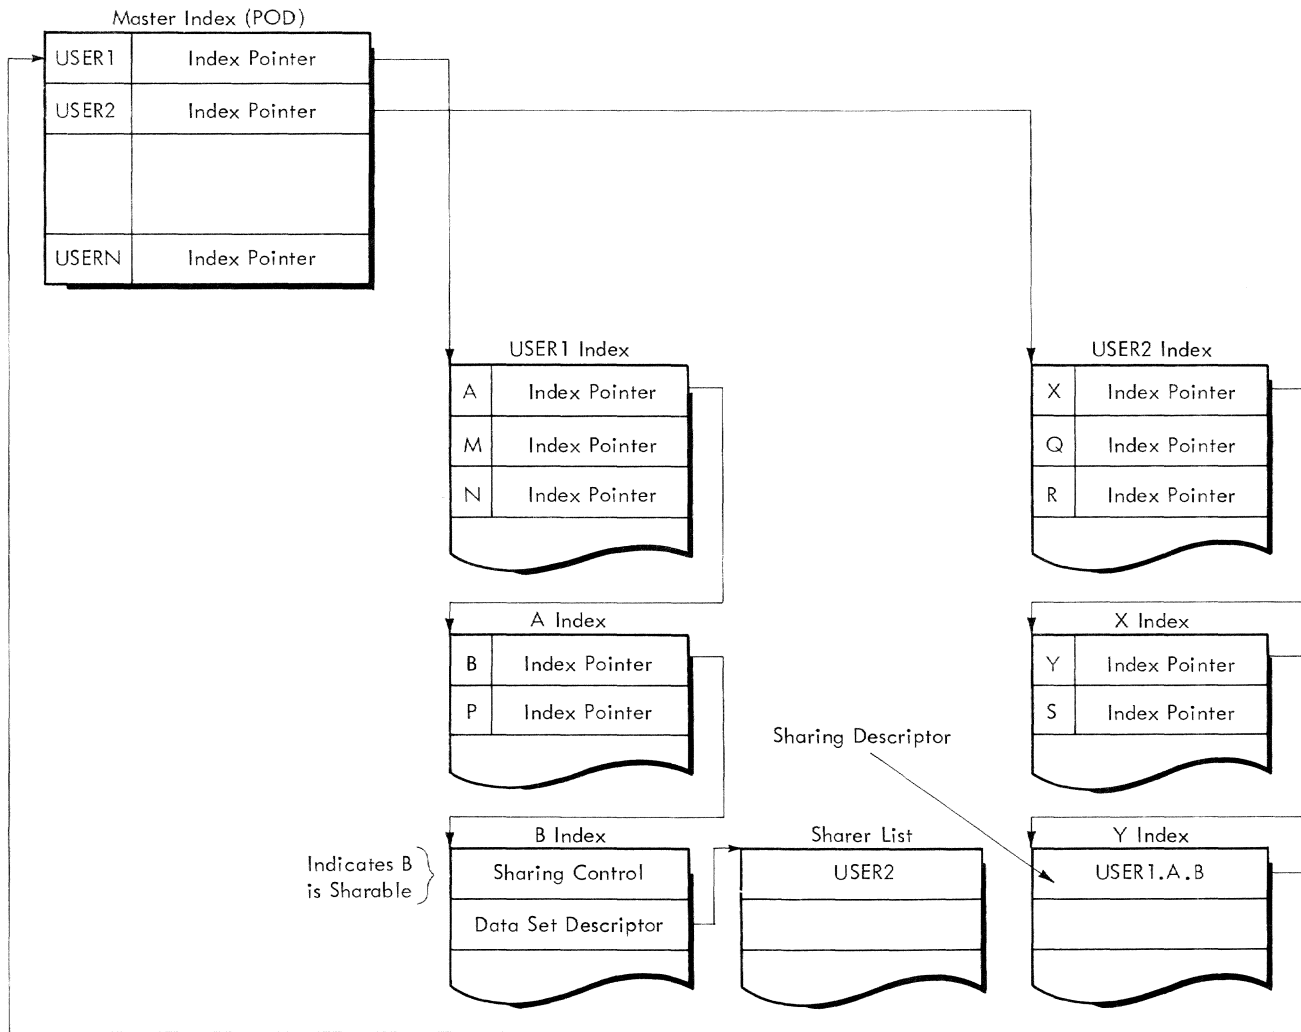 Master Index (POD)
USER1 Index Pointer
USER2 Index Pointer
USERN Index Pointer
USER1 Index
A Index Pointer
M Index Pointer
N Index Pointer
USER2 Index
X Index Pointer
Q Index Pointer
R Index Pointer
A Index
B Index Pointer
P Index Pointer
X Index
Y Index Pointer
S Index Pointer
Sharing Descriptor
Indicates B
is Sharable
B Index
Sharing Control
Data Set Descriptor
Sharer List
USER2
Y Index
USER1.A.B